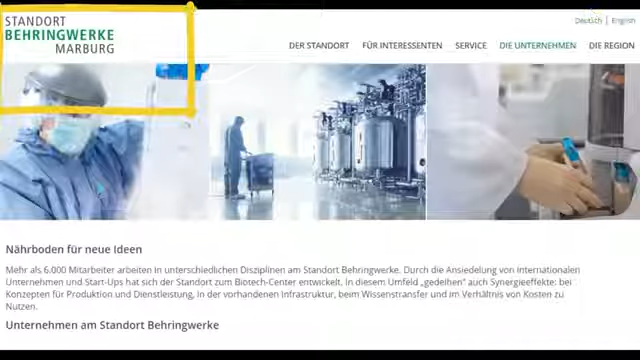 STANDORT
BEHRINGWERKE
MARBURG
Deutsch | English
DER STANDORT FÜR INTERESSENTEN SERVICE DIE UNTERNEHMEN DIE REGION
Nährboden für neue Ideen
Mehr als 6.000 Mitarbeiter arbeiten in unterschiedlichen Disziplinen am Standort Behringwerke. Durch die Ansiedelung von internationalen
Unternehmen und Start-Ups hat sich der Standort zum Biotech-Center entwickelt. In diesem Umfeld „gedeihen“ auch Synergieeffekte: bei
Konzepten für Produktion und Dienstleistung, in der vorhandenen Infrastruktur, beim Wissenstransfer und im Verhältnis von Kosten zu
Nutzen.
Unternehmen am Standort Behringwerke